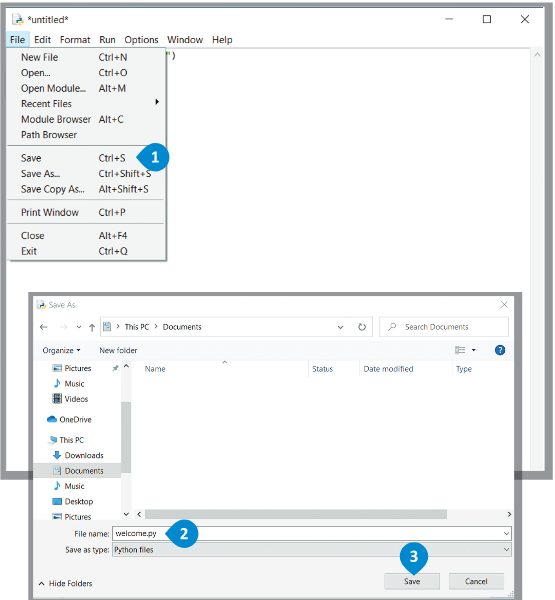 *untitled*
File Edit Format Run Options Window Help
")
New File Ctrl+N
Open... Ctrl+O
Open Module... Alt+M
Recent Files
Module Browser Alt+C
Path Browser
Save Ctrl+S
1
Save As... Ctrl+Shift+S
Save Copy As... Alt+Shift+S
Print Window Ctrl+P
Close Alt+F4
Exit Ctrl+Q
Save As
This PC > Documents
Search Documents
Organize New folder
?
Name Status Date modified Type
Pictures
Music
Videos
OneDrive
This PC
Downloads
Documents
Music
Desktop
Pictures
File name: welcome.py
2
Save as type: Python files
3
Hide Folders Save Cancel